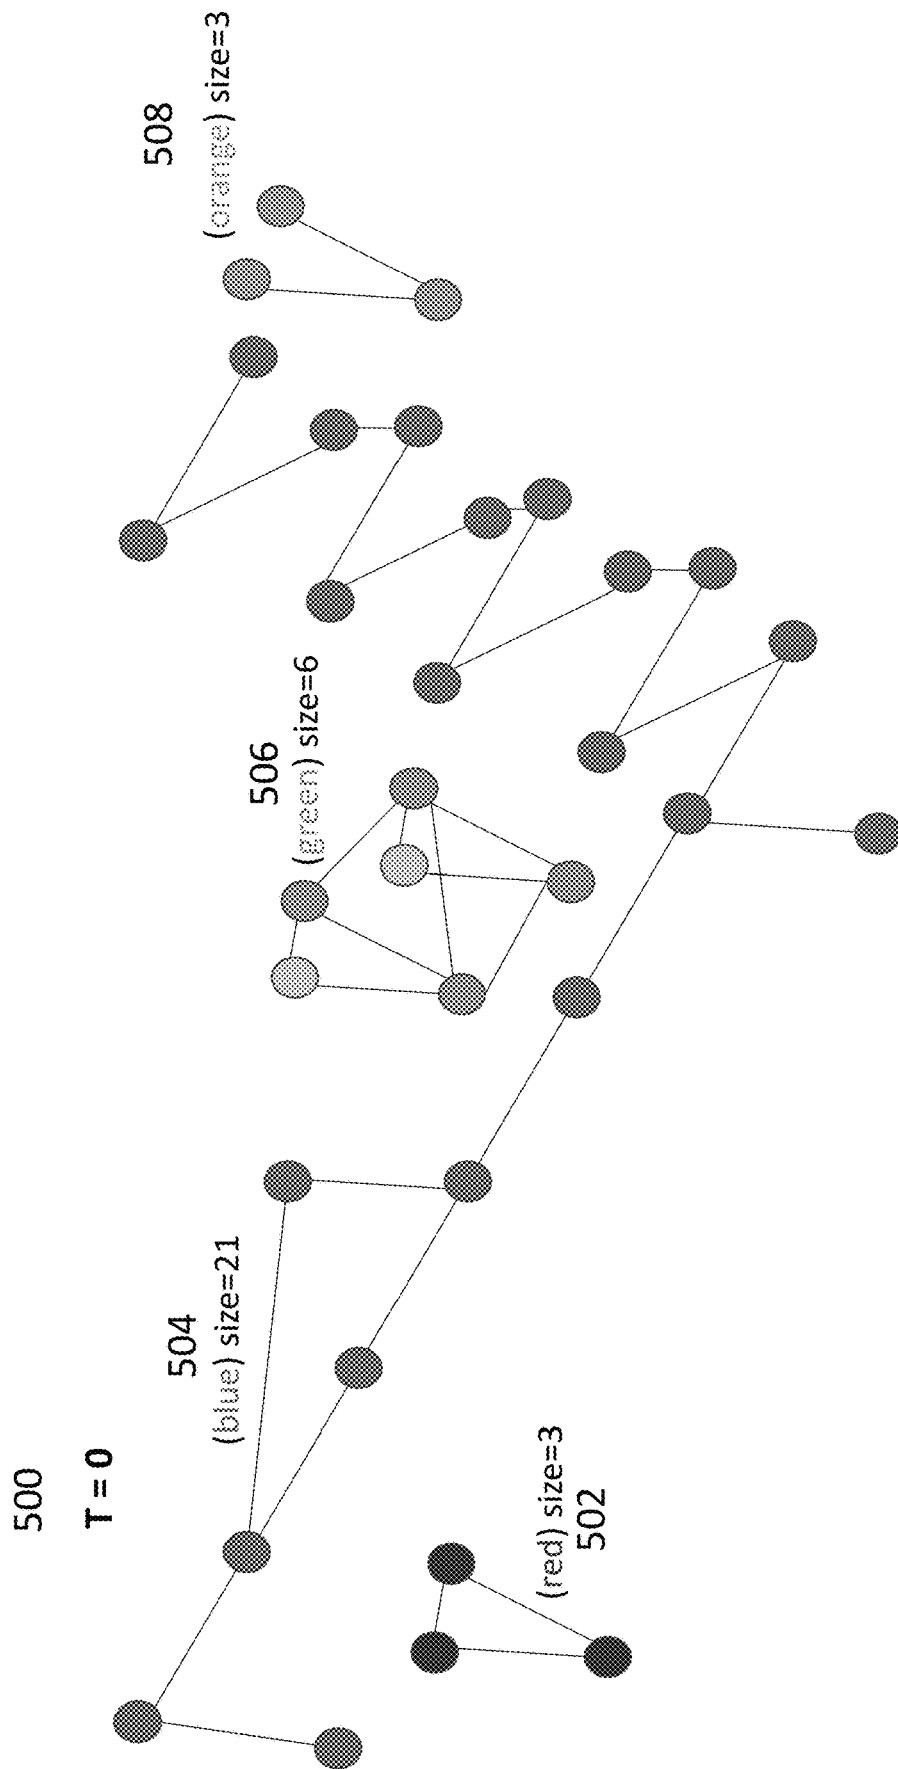 500
T = 0
504
(blue) size=21
(red) size=3
502
506
(green) size=6
508
(orange) size=3